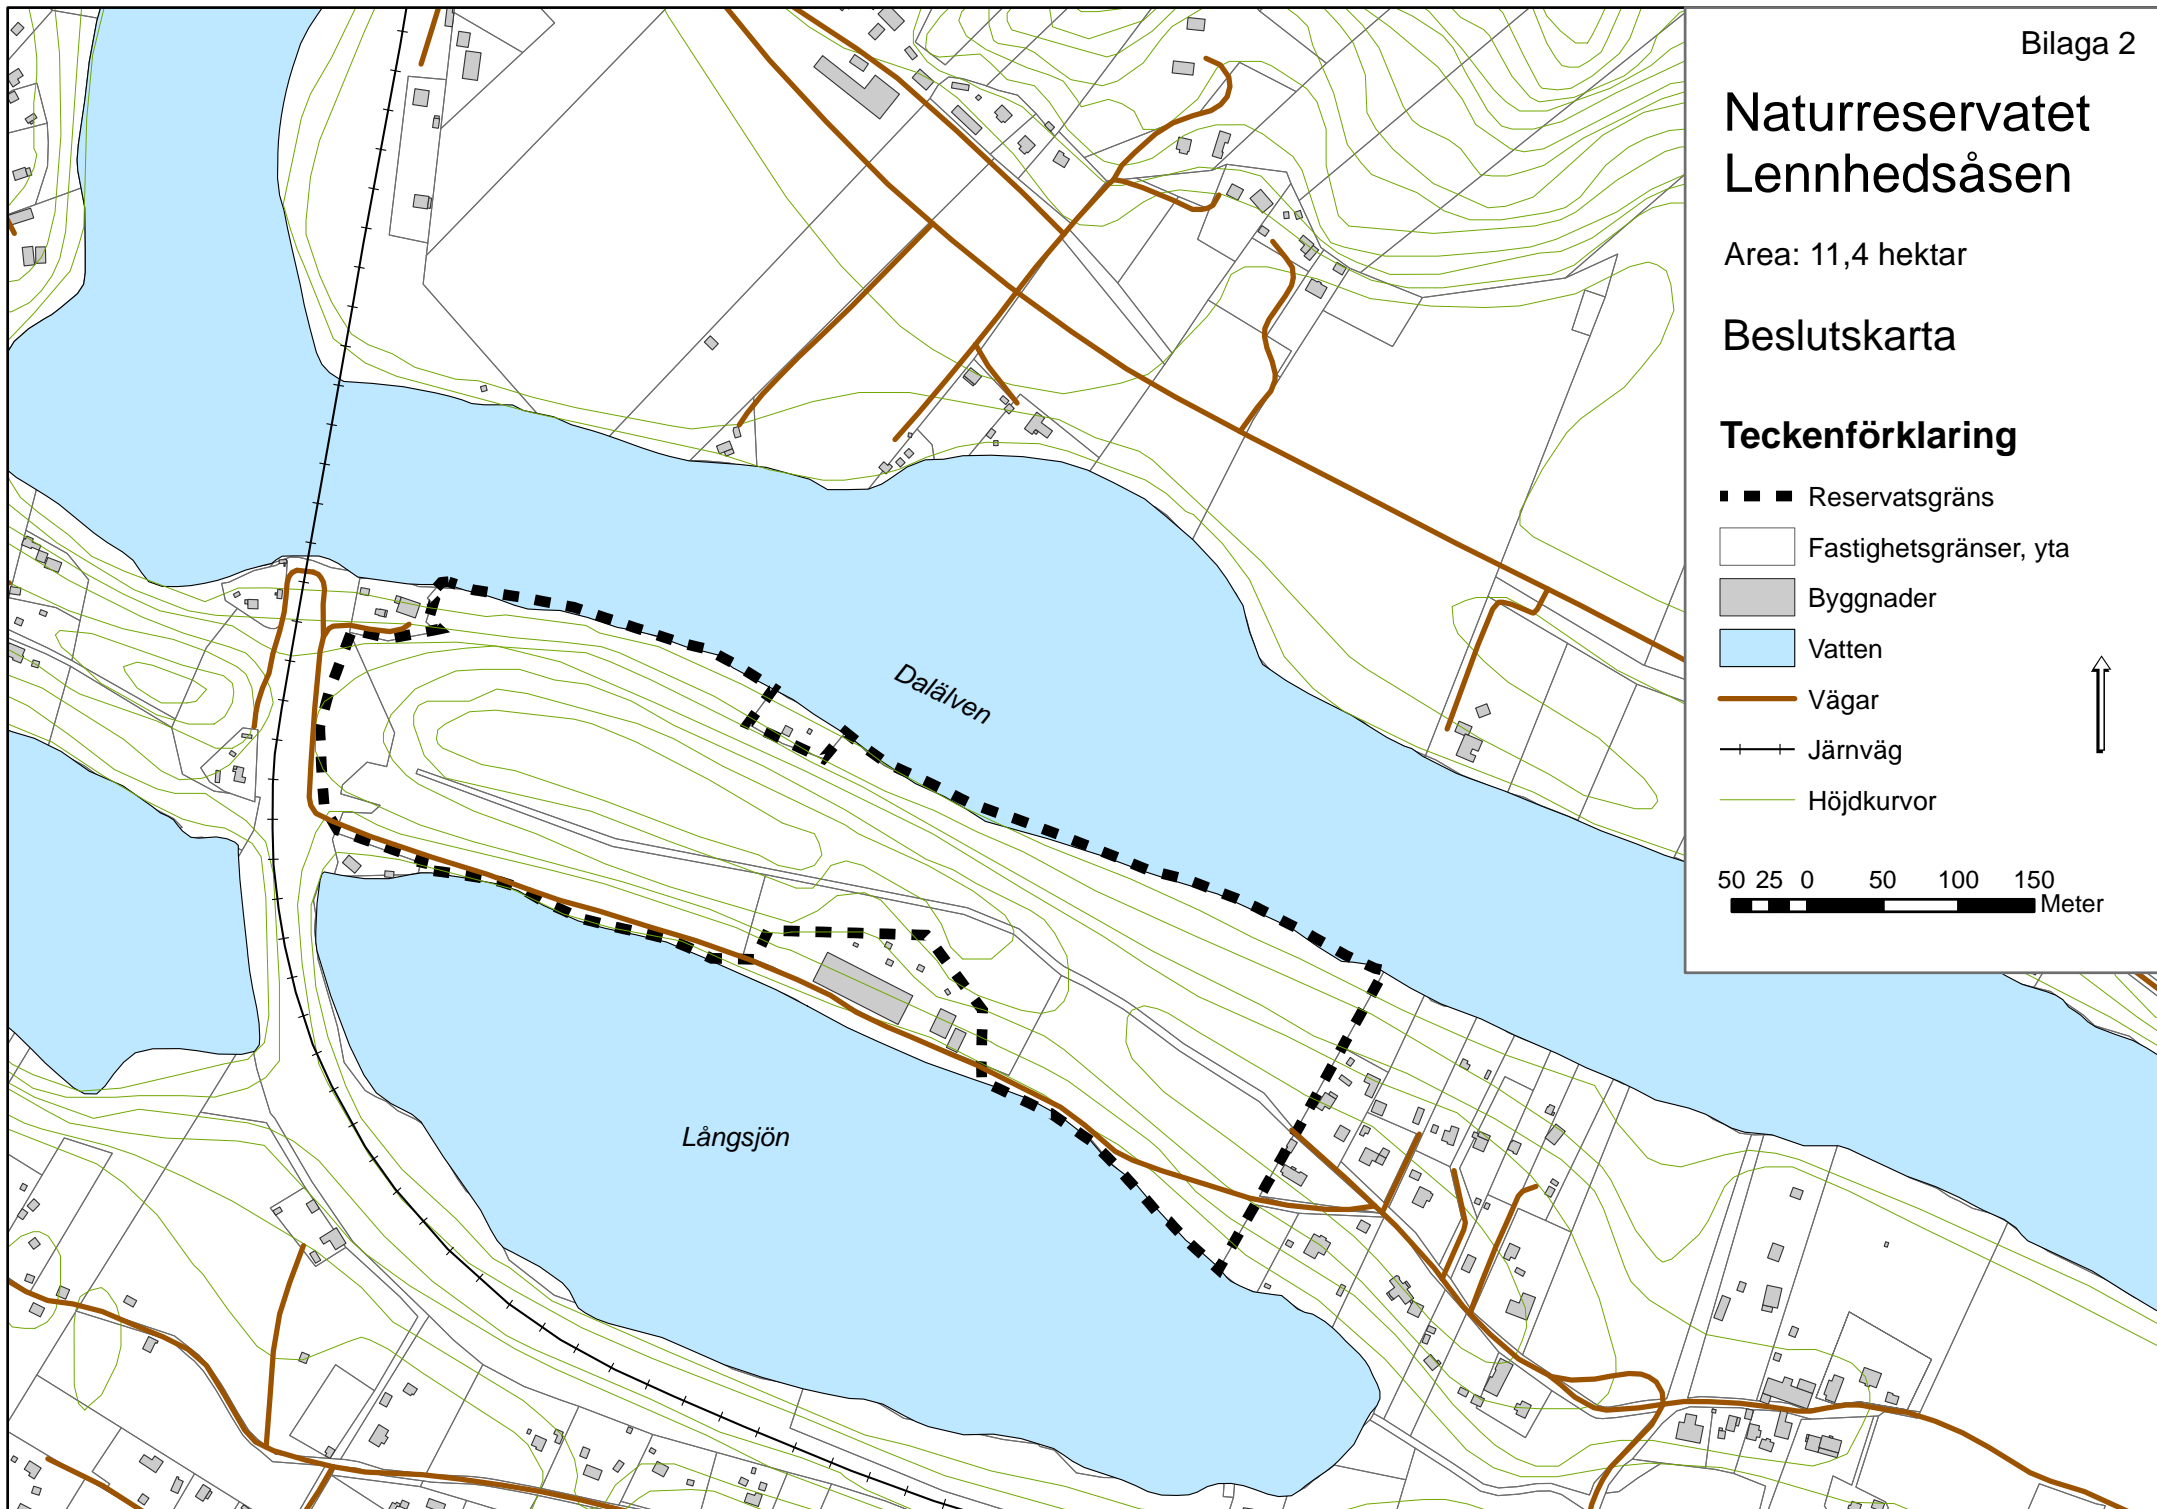 Bilaga 2
Naturreservatet
Lennhedsåsen
Area: 11,4 hektar
Beslutskarta
Teckenförklaring
Reservatsgräns
Fastighetsgränser, yta
Byggnader
Vatten
Vägar
Järnväg
Höjdkurvor
50 25 0 50 100 150
Meter
Dalälven
Långsjön